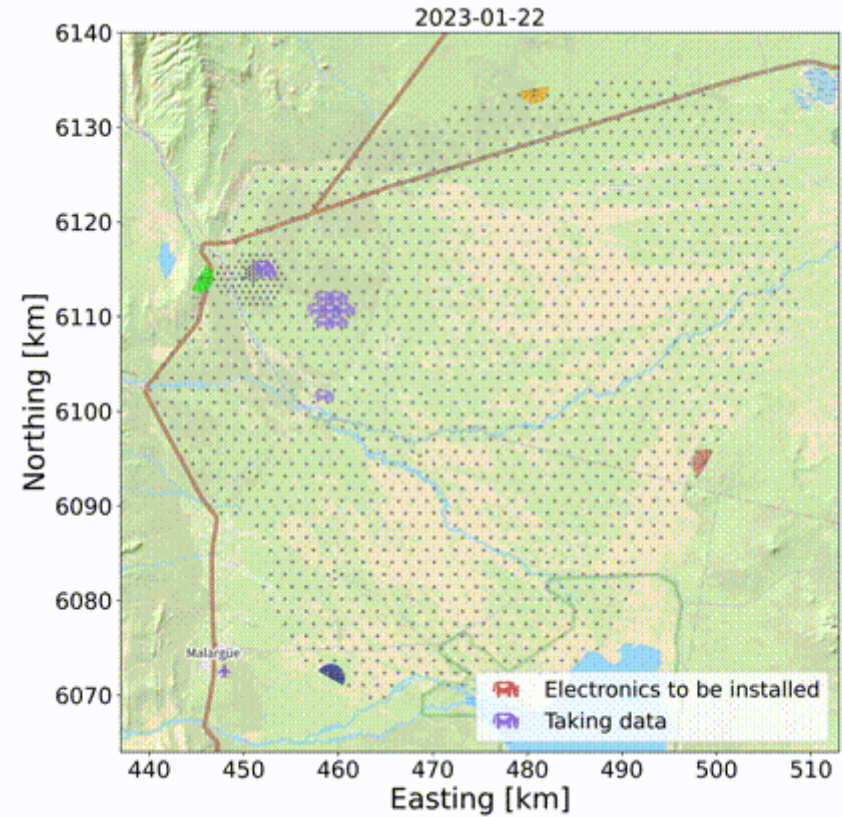 2023-01-22
6140
6130
6120
6110
6100
6090
6080
6070
Northing [km]
Malargüe
Electronics to be installed
Taking data
440 450 460 470 480 490 500 510
Easting [km]